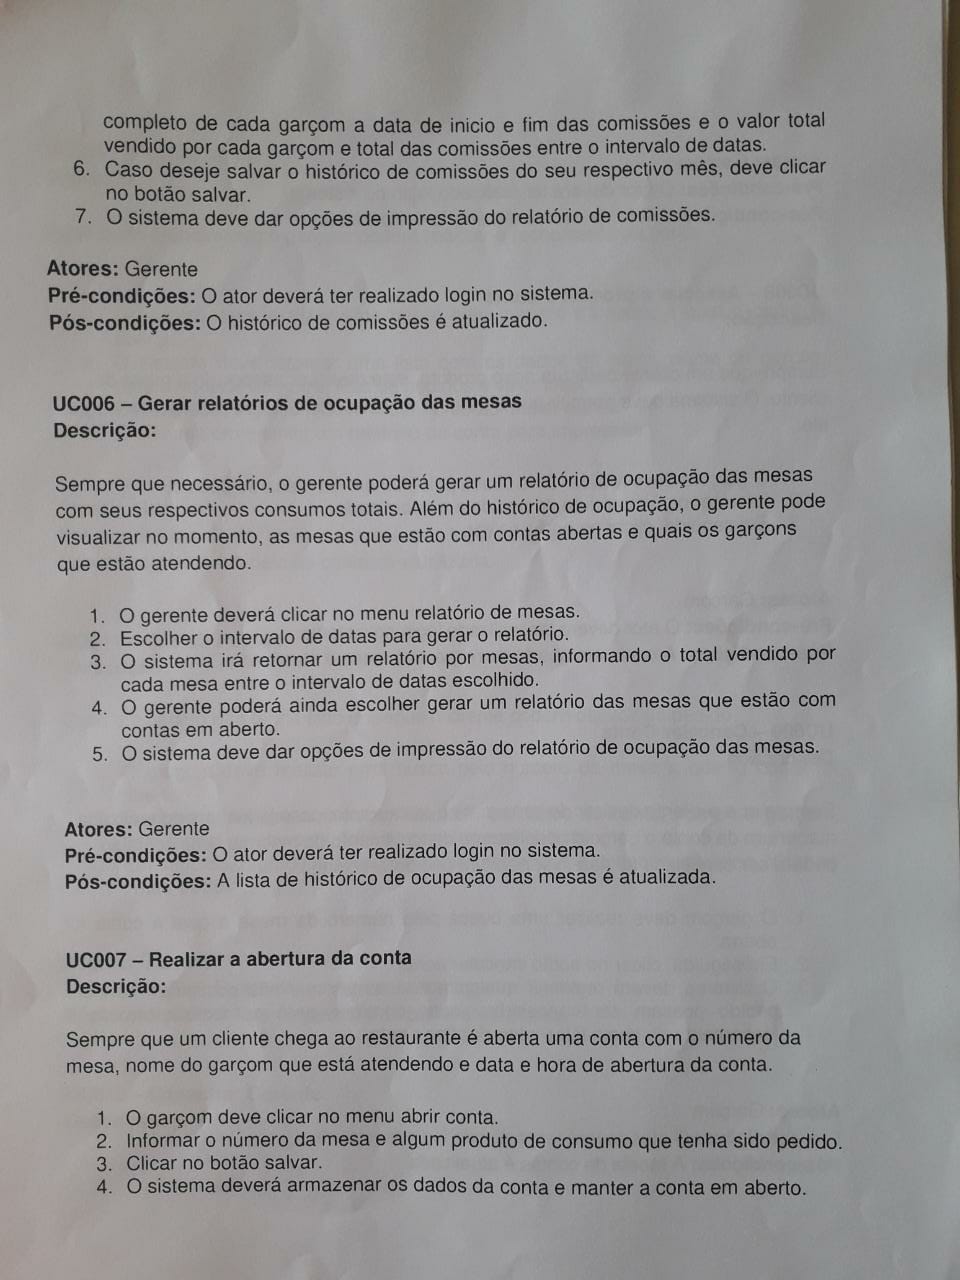 completo de cada garçom a data de inicio e fim das comissões e o valor total
vendido por cada garçom e total das comissões entre o intervalo de datas.
6. Caso deseje salvar o histórico de comissões do seu respectivo mês, deve clicar
no botão salvar.
7. O sistema deve dar opções de impressão do relatório de comissões.
Atores: Gerente
Pré-condições: O ator deverá ter realizado login no sistema.
Pós-condições: O histórico de comissões é atualizado.
UC006 – Gerar relatórios de ocupação das mesas
Descrição:
Sempre que necessário, o gerente poderá gerar um relatório de ocupação das mesas
com seus respectivos consumos totais. Além do histórico de ocupação, o gerente pode
visualizar no momento, as mesas que estão com contas abertas e quais os garçons
que estão atendendo.
1. O gerente deverá clicar no menu relatório de mesas.
2. Escolher o intervalo de datas para gerar o relatório.
3. O sistema irá retornar um relatório por mesas, informando o total vendido por
cada mesa entre o intervalo de datas escolhido.
4. O gerente poderá ainda escolher gerar um relatório das mesas que estão com
contas em aberto.
5. O sistema deve dar opções de impressão do relatório de ocupação das mesas.
Atores: Gerente
Pré-condições: O ator deverá ter realizado login no sistema.
Pós-condições: A lista de histórico de ocupação das mesas é atualizada.
UC007 – Realizar a abertura da conta
Descrição:
Sempre que um cliente chega ao restaurante é aberta uma conta com o número da
mesa, nome do garçom que está atendendo e data e hora de abertura da conta.
1. O garçom deve clicar no menu abrir conta.
2. Informar o número da mesa e algum produto de consumo que tenha sido pedido.
3. Clicar no botão salvar.
4. O sistema deverá armazenar os dados da conta e manter a conta em aberto.